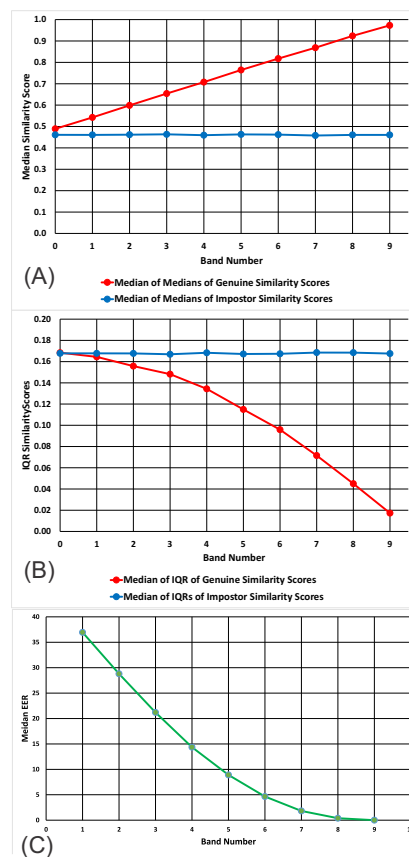 Median Similarity Score
1.0
0.9
0.8
0.7
0.6
0.5
0.4
0.3
0.2
0.1
0.0
0 1 2 3 4 5 6 7 8 9
Band Number
(A)
Median of Medians of Genuine Similarity Scores
Median of Medians of Impostor Similarity Scores
IQR SimilarityScores
0.20
0.18
0.16
0.14
0.12
0.10
0.08
0.06
0.04
0.02
0.00
0 1 2 3 4 5 6 7 8 9
Band Number
(B)
Median of IQR of Genuine Similarity Scores
Median of IQRs of Impostor Similarity Scores
Meidan EER
40
35
30
25
20
15
10
5
0
0 1 2 3 4 5 6 7 8 9
Band Number
(C)